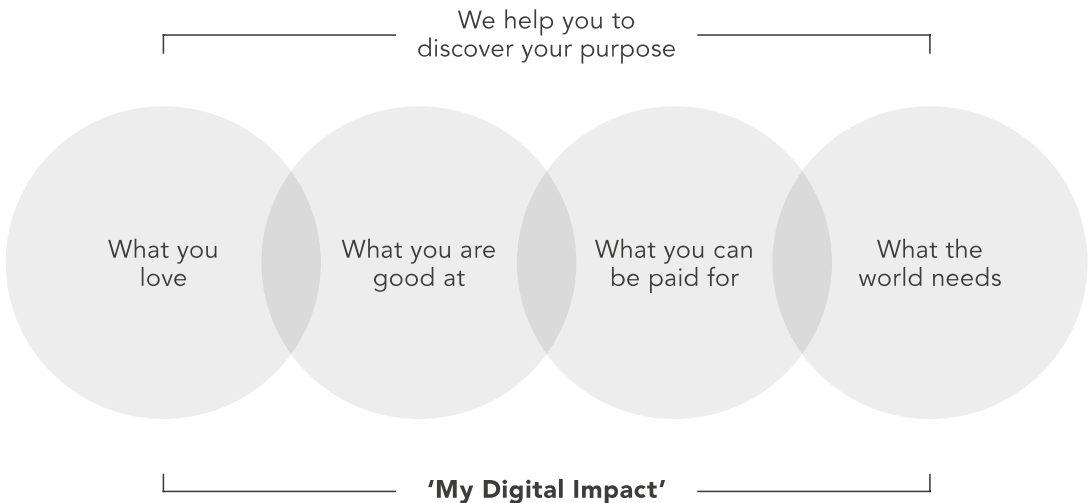 We help you to
discover your purpose
What you
love
What you are
good at
What you can
be paid for
What the
world needs
‘My Digital Impact’